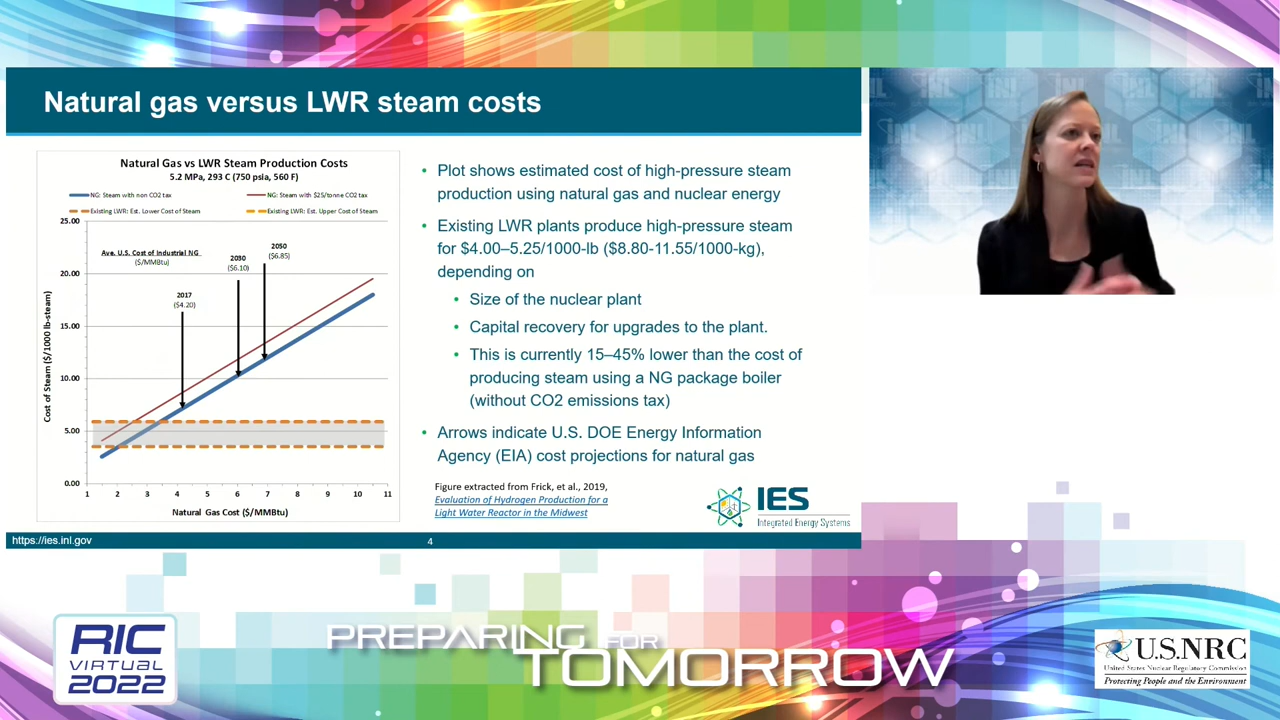 Natural gas versus LWR steam costs
Natural Gas vs LWR Steam Production Costs
5.2 MPa, 293 C (750 psia, 560 F)
NG: Steam with non CO2 tax
NG: Steam with $25/tonne CO2 tax
Existing LWR: Est. Lower Cost of Steam
Existing LWR: Est. Upper Cost of Steam
25.00
20.00
15.00
10.00
5.00
0.00
Cost of Steam ($/1000 lb-steam)
Ave. U.S. Cost of Industrial NG
($/MMBtu)
2017
($4.20)
2030
($6.10)
2050
($6.85)
1 2 3 4 5 6 7 8 9 10 11
Natural Gas Cost ($/MMBtu)
• Plot shows estimated cost of high-pressure steam
production using natural gas and nuclear energy
• Existing LWR plants produce high-pressure steam
for $4.00–5.25/1000-lb ($8.80-11.55/1000-kg),
depending on
• Size of the nuclear plant
• Capital recovery for upgrades to the plant.
• This is currently 15–45% lower than the cost of
producing steam using a NG package boiler
(without CO2 emissions tax)
• Arrows indicate U.S. DOE Energy Information
Agency (EIA) cost projections for natural gas
Figure extracted from Frick, et al., 2019,
Evaluation of Hydrogen Production for a
Light Water Reactor in the Midwest
IES
Integrated Energy Systems
https://ies.inl.gov
4
INL
INL
RIC
VIRTUAL
2022
PREPARING FOR
TOMORROW
U.S.NRC
United States Nuclear Regulatory Commission
Protecting People and the Environment